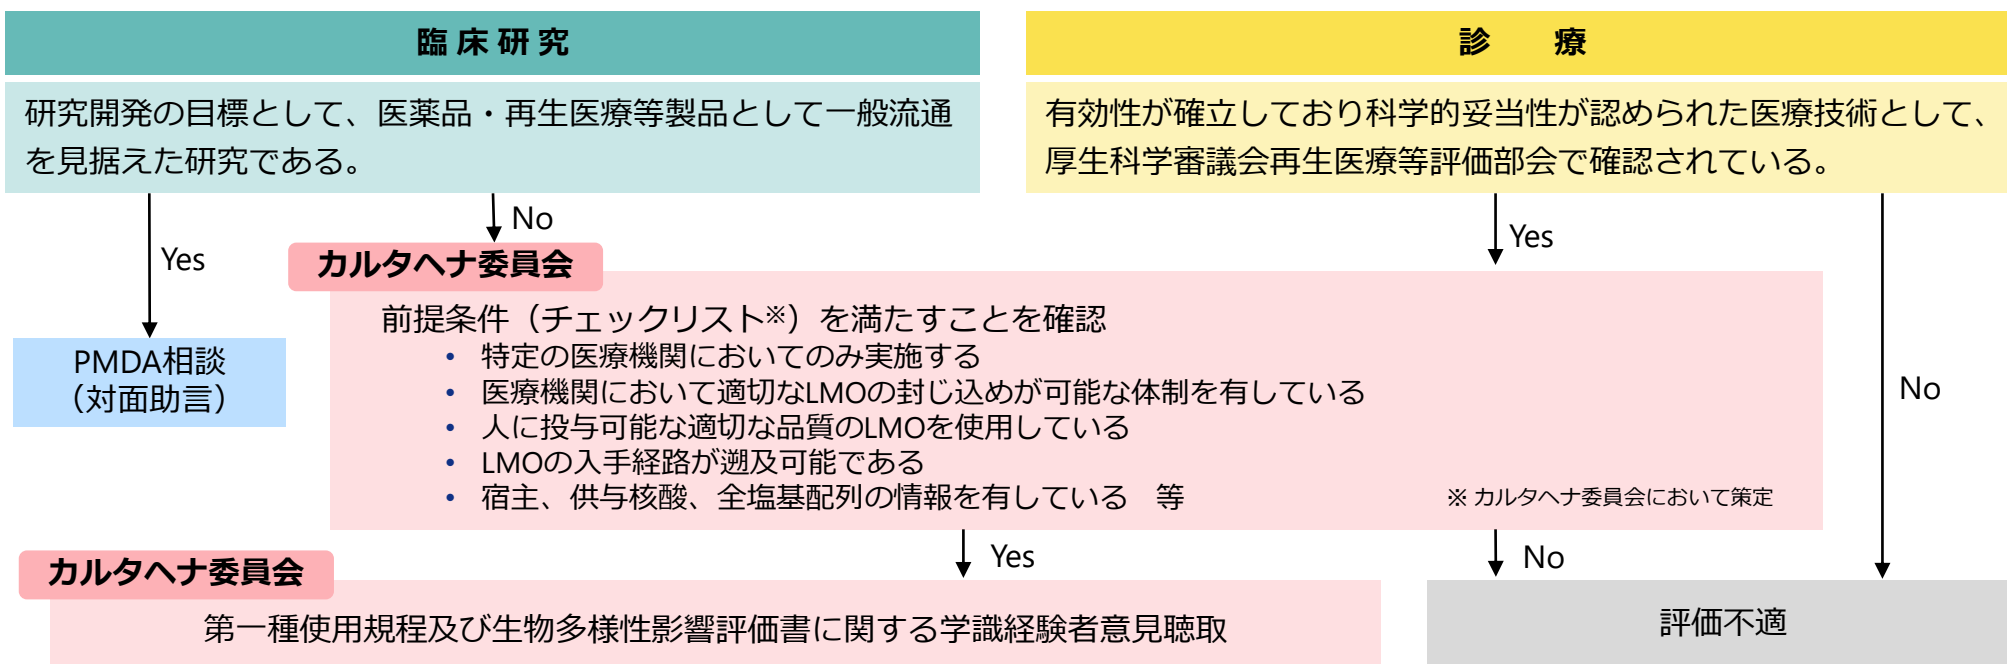 臨床研究
診　療
研究開発の目標として、医薬品・再生医療等製品として一般流通
を見据えた研究である。
有効性が確立しており科学的妥当性が認められた医療技術として、
厚生科学審議会再生医療等評価部会で確認されている。
Yes
No
Yes
No
PMDA相談
（対面助言）
カルタヘナ委員会
前提条件（チェックリスト※）を満たすことを確認
• 特定の医療機関においてのみ実施する
• 医療機関において適切なLMOの封じ込めが可能な体制を有している
• 人に投与可能な適切な品質のLMOを使用している
• LMOの入手経路が遡及可能である
• 宿主、供与核酸、全塩基配列の情報を有している　等
※ カルタヘナ委員会において策定
Yes
No
カルタヘナ委員会
第一種使用規程及び生物多様性影響評価書に関する学識経験者意見聴取
評価不適